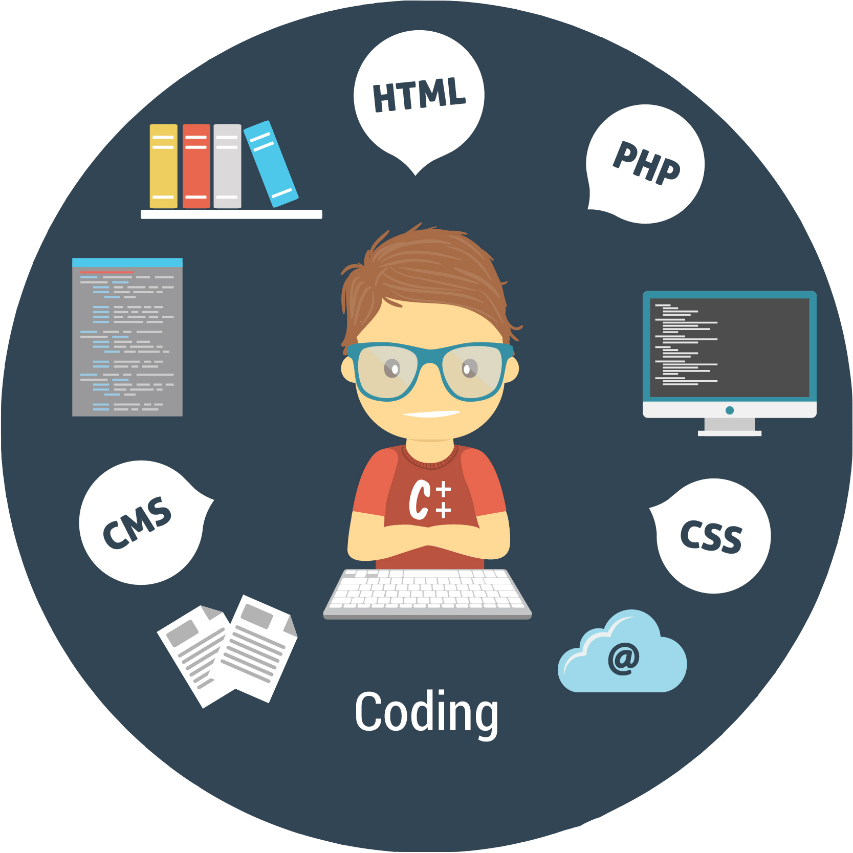 HTML
PHP
C++
CMS
CSS
@
Coding